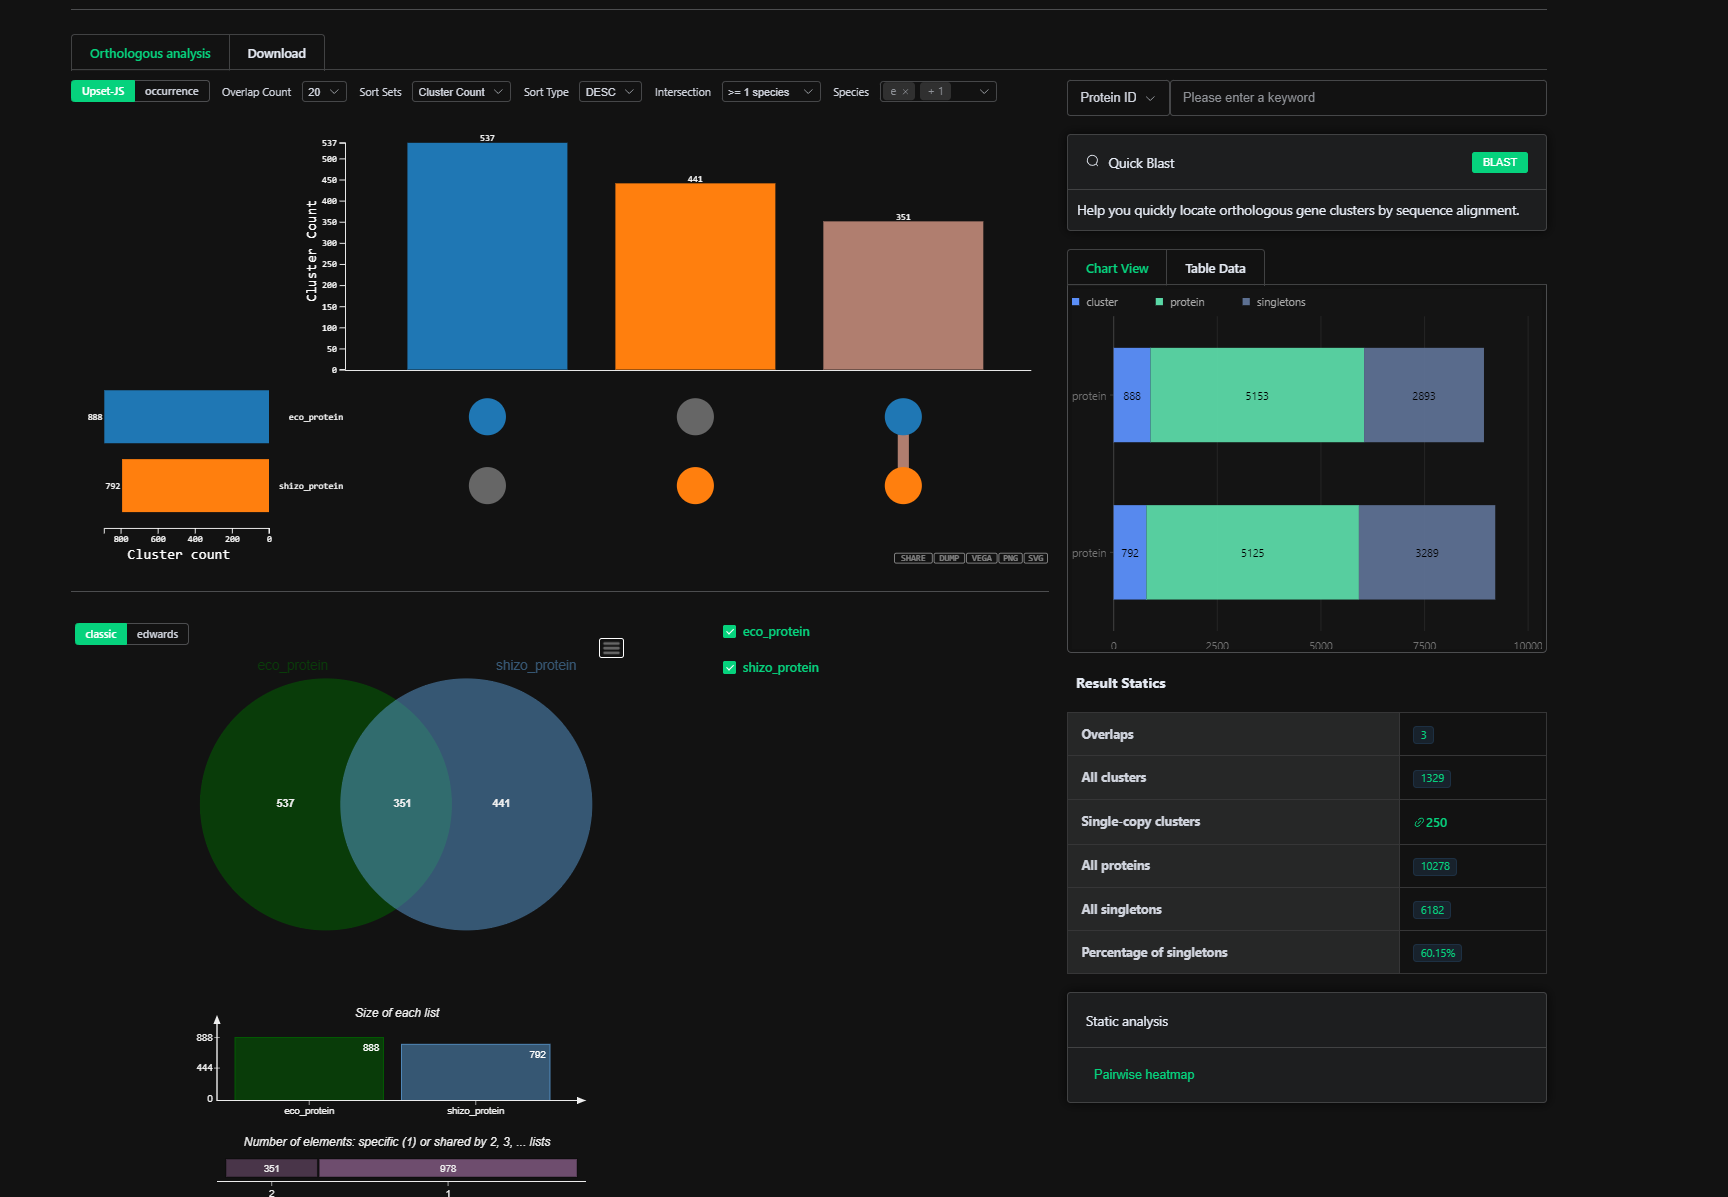 Orthologous analysis
Download
Upset-JS
occurrence
Overlap Count
20
Sort Sets
Cluster Count
Sort Type
DESC
Intersection
>= 1 species
Species
e ×
+ 1
537
500
450
400
350
300
250
200
150
100
50
0
Cluster Count
537
441
351
888
eco_protein
792
shizo_protein
800
600
400
200
0
Cluster count
SHARE
DUMP
VEGA
PNG
SVG
classic
edwards
eco_protein
shizo_protein
537
351
441
eco_protein
shizo_protein
Size of each list
888
444
0
888
792
eco_protein
shizo_protein
Number of elements: specific (1) or shared by 2, 3, ... lists
351
978
2
1
Protein ID
Please enter a keyword
Quick Blast
BLAST
Help you quickly locate orthologous gene clusters by sequence alignment.
Chart View
Table Data
cluster
protein
singletons
protein
888
5153
2893
protein
792
5125
3289
0
2500
5000
7500
10000
Result Statics
Overlaps
3
All clusters
1329
Single-copy clusters
250
All proteins
10278
All singletons
6182
Percentage of singletons
60.15%
Static analysis
Pairwise heatmap